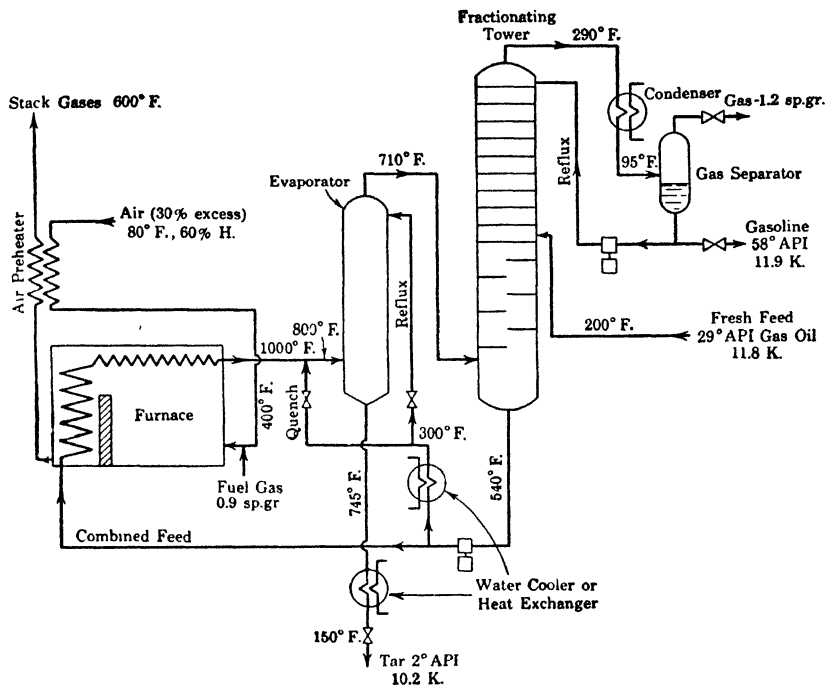 Fractionating
Tower
290° F.
Stack Gases 600° F.
Condenser
Gas-1.2 sp.gr.
710° F.
95° F.
Evaporator
Reflux
Gas Separator
Air (30% excess)
80° F., 60% H.
Air Preheater
Gasoline
58° API
11.9 K.
Reflux
800° F.
1000° F.
200° F.
Fresh Feed
29° API Gas Oil
11.8 K.
Furnace
400° F.
Quench
300° F.
Fuel Gas
0.9 sp.gr
745° F.
540° F.
Combined Feed
Water Cooler or
Heat Exchanger
150° F.
Tar 2° API
10.2 K.